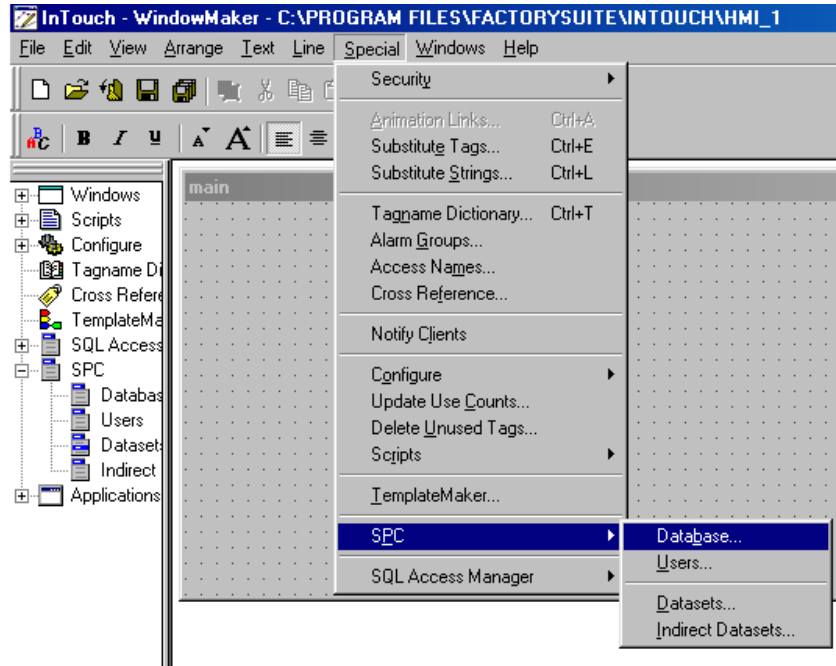 InTouch - WindowMaker - C:\PROGRAM FILES\FACTORYSUITE\INTOUCH\HMI_1
File Edit View Arrange Text Line Special Windows Help
B I U A A
main
Windows
Scripts
Configure
Tagname Di
Cross Refere
TemplateMa
SQL Access
SPC
Databas
Users
Dataset
Indirect
Applications
Security
Animation Links... Ctrl+A
Substitute Tags... Ctrl+E
Substitute Strings... Ctrl+L
Tagname Dictionary... Ctrl+T
Alarm Groups...
Access Names...
Cross Reference...
Notify Clients
Configure
Update Use Counts...
Delete Unused Tags...
Scripts
TemplateMaker...
SPC
SQL Access Manager
Database...
Users...
Datasets...
Indirect Datasets...